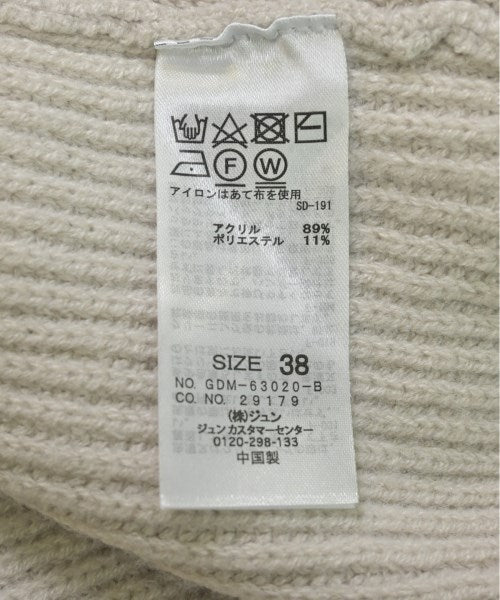 F W
アイロンはあて布を使用
SD-191
アクリル 89%
ポリエステル 11%
SIZE 38
NO. GDM-63020-B
CO. NO. 29179
(株)ジュン
ジュンカスタマーセンター
0120-298-133
中国製